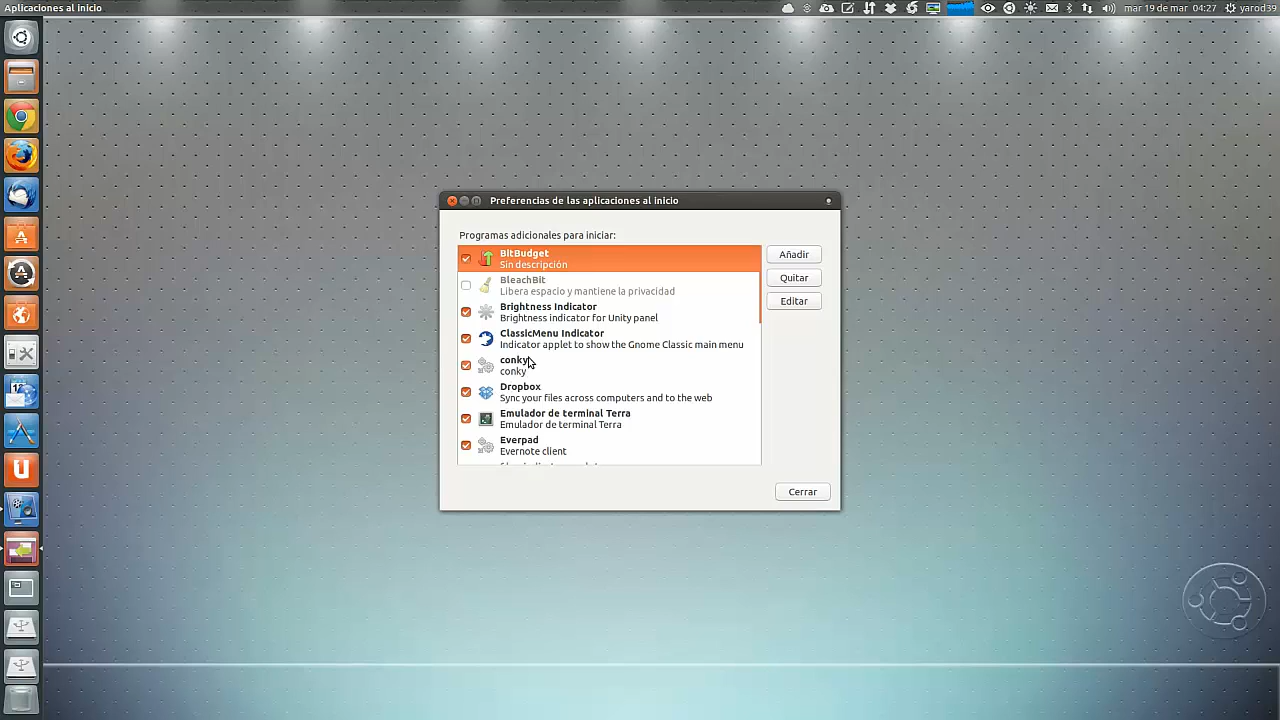 Aplicaciones al inicio
mar 19 de mar 04:27
yarod39
Preferencias de las aplicaciones al inicio
Programas adicionales para iniciar:
BitBudget
Sin descripción
BleachBit
Libera espacio y mantiene la privacidad
Brightness Indicator
Brightness indicator for Unity panel
ClassicMenu Indicator
Indicator applet to show the Gnome Classic main menu
conky
conky
Dropbox
Sync your files across computers and to the web
Emulador de terminal Terra
Emulador de terminal Terra
Everpad
Evernote client
Añadir
Quitar
Editar
Cerrar